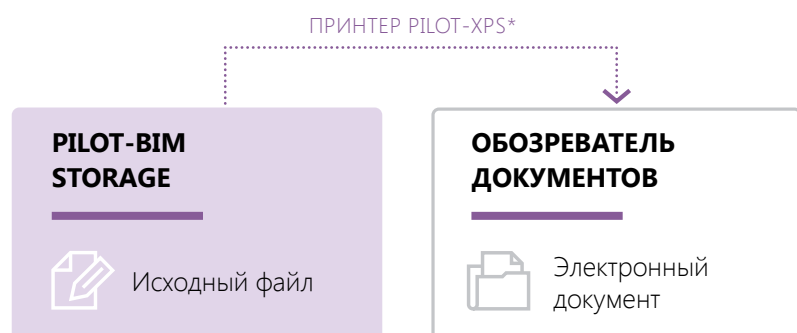 ПРИНТЕР PILOT-XPS*
PILOT-BIM
STORAGE
Исходный файл
ОБОЗРЕВАТЕЛЬ
ДОКУМЕНТОВ
Электронный
документ